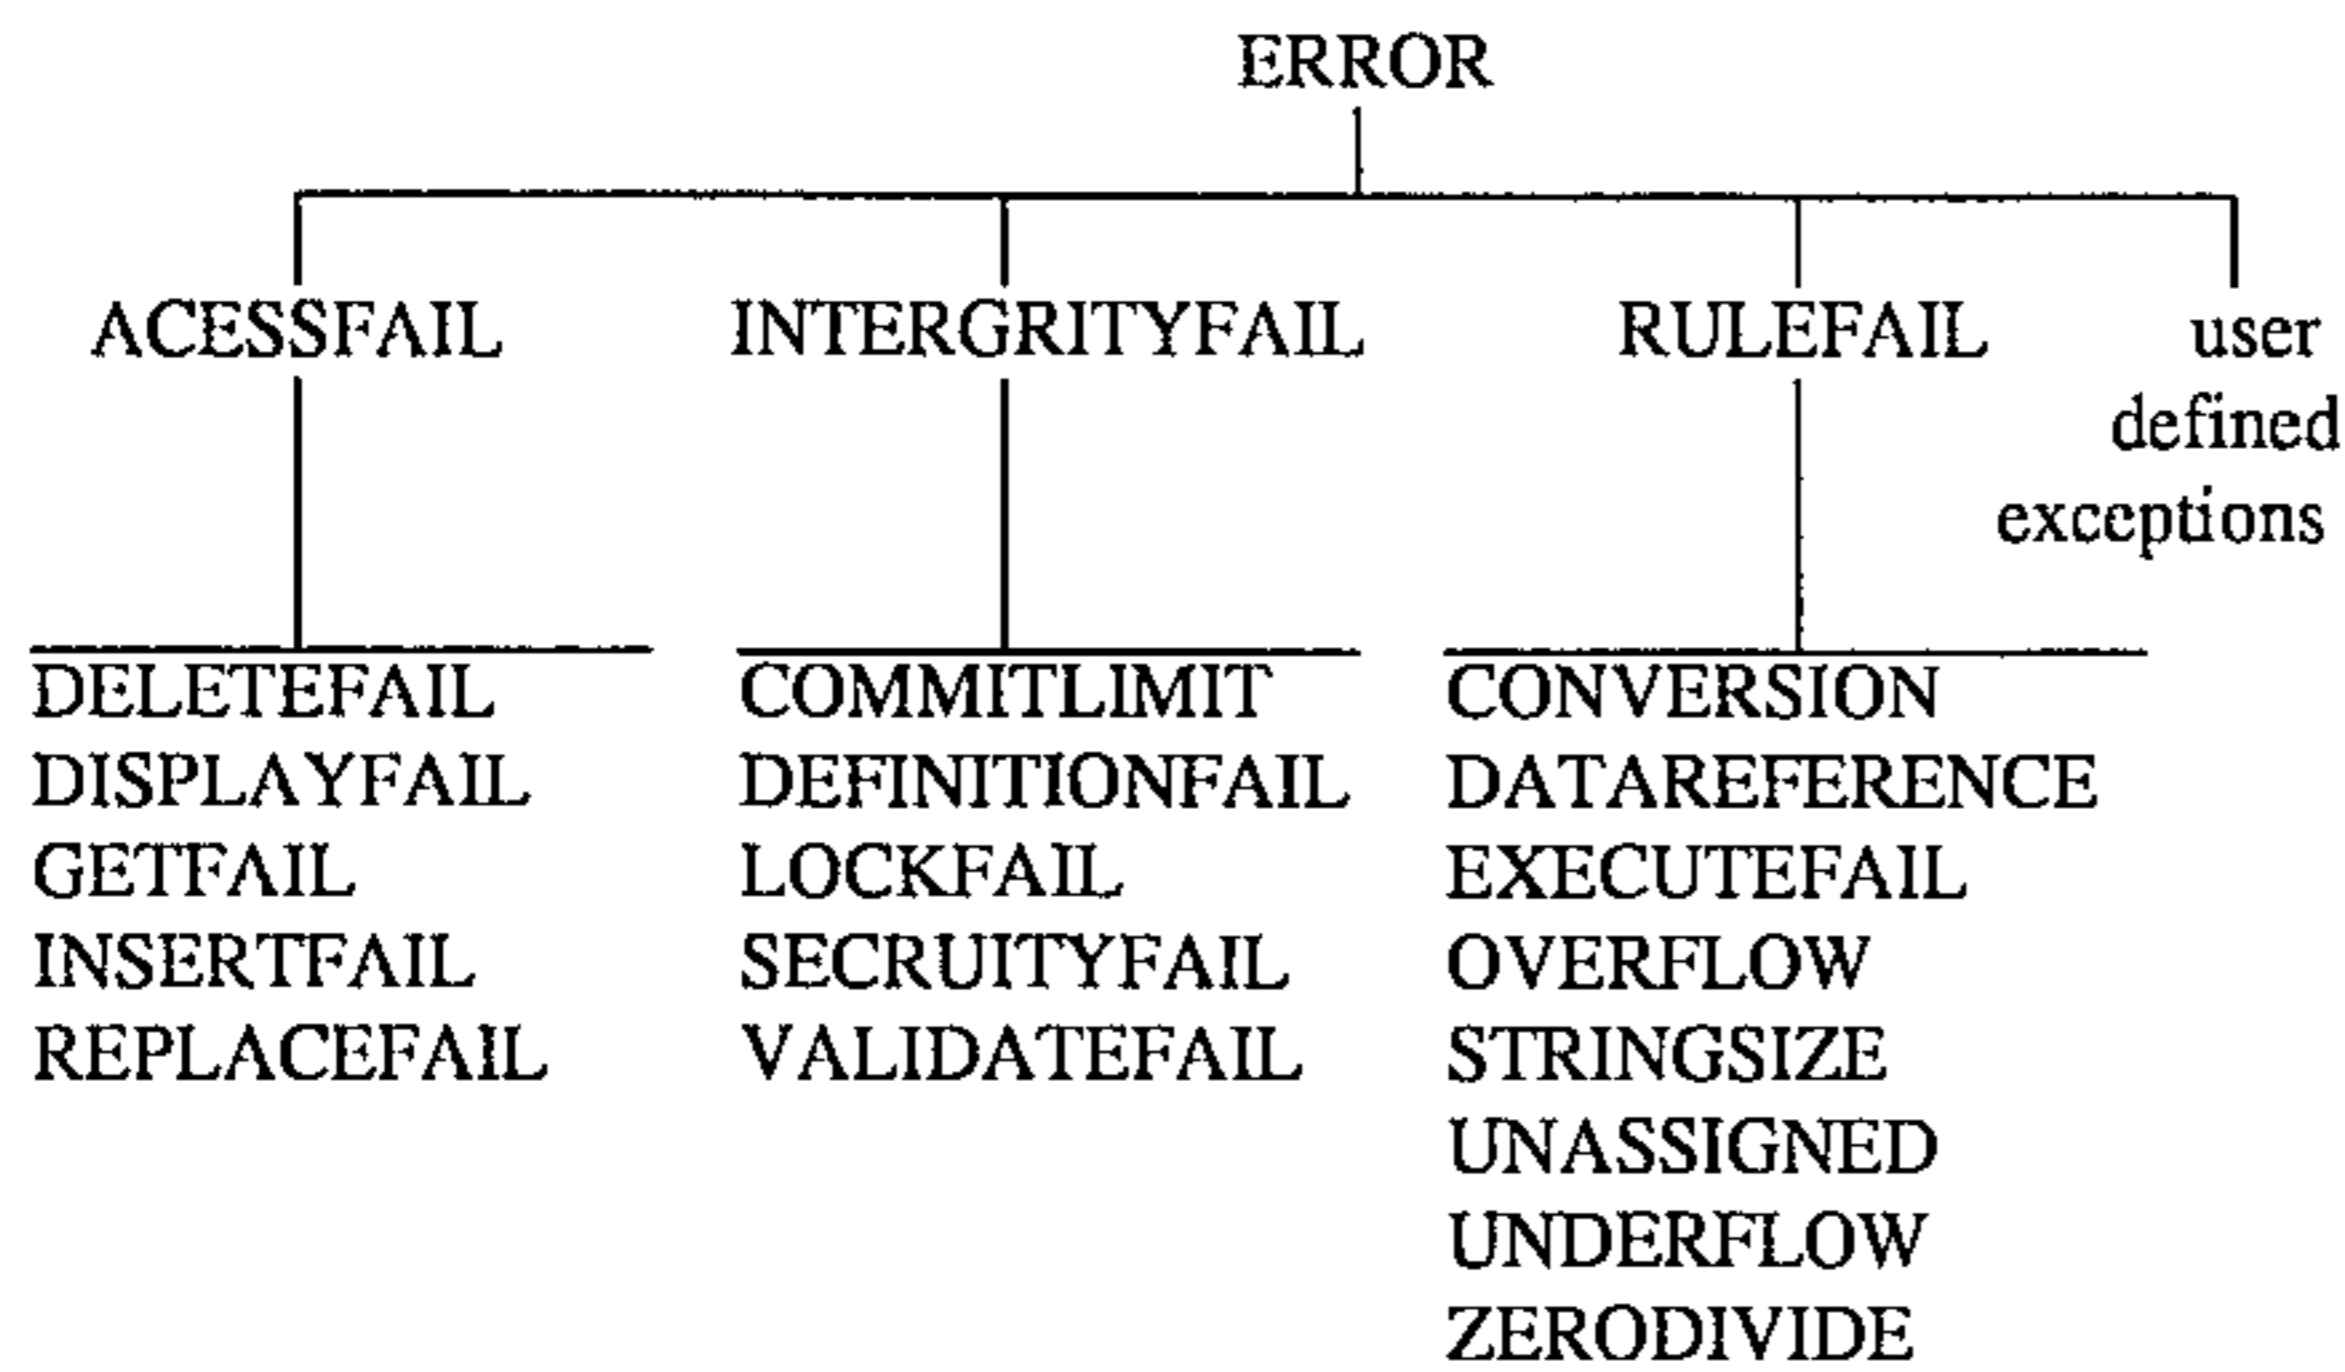 ERROR
ACESSFAIL
INTERGRITYFAIL
RULEFAIL
user
defined
exceptions
DELETEFAIL
DISPLAYFAIL
GETFAIL
INSERTFAIL
REPLACEFAIL
COMMITLIMIT
DEFINITIONFAIL
LOCKFAIL
SECRUITYFAIL
VALIDATEFAIL
CONVERSION
DATAREFERENCE
EXECUTEFAIL
OVERFLOW
STRINGSIZE
UNASSIGNED
UNDERFLOW
ZERODIVIDE